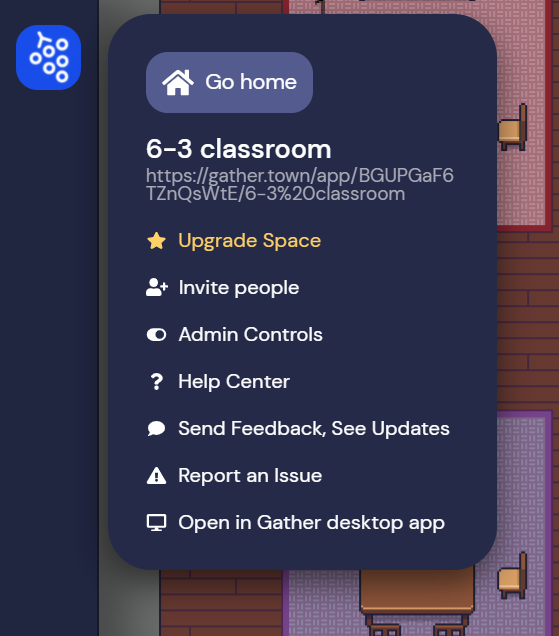 Go home
6-3 classroom
https://gather.town/app/BGUPGaF6
TZnQsWtE/6-3%20classroom
Upgrade Space
Invite people
Admin Controls
Help Center
Send Feedback, See Updates
Report an Issue
Open in Gather desktop app